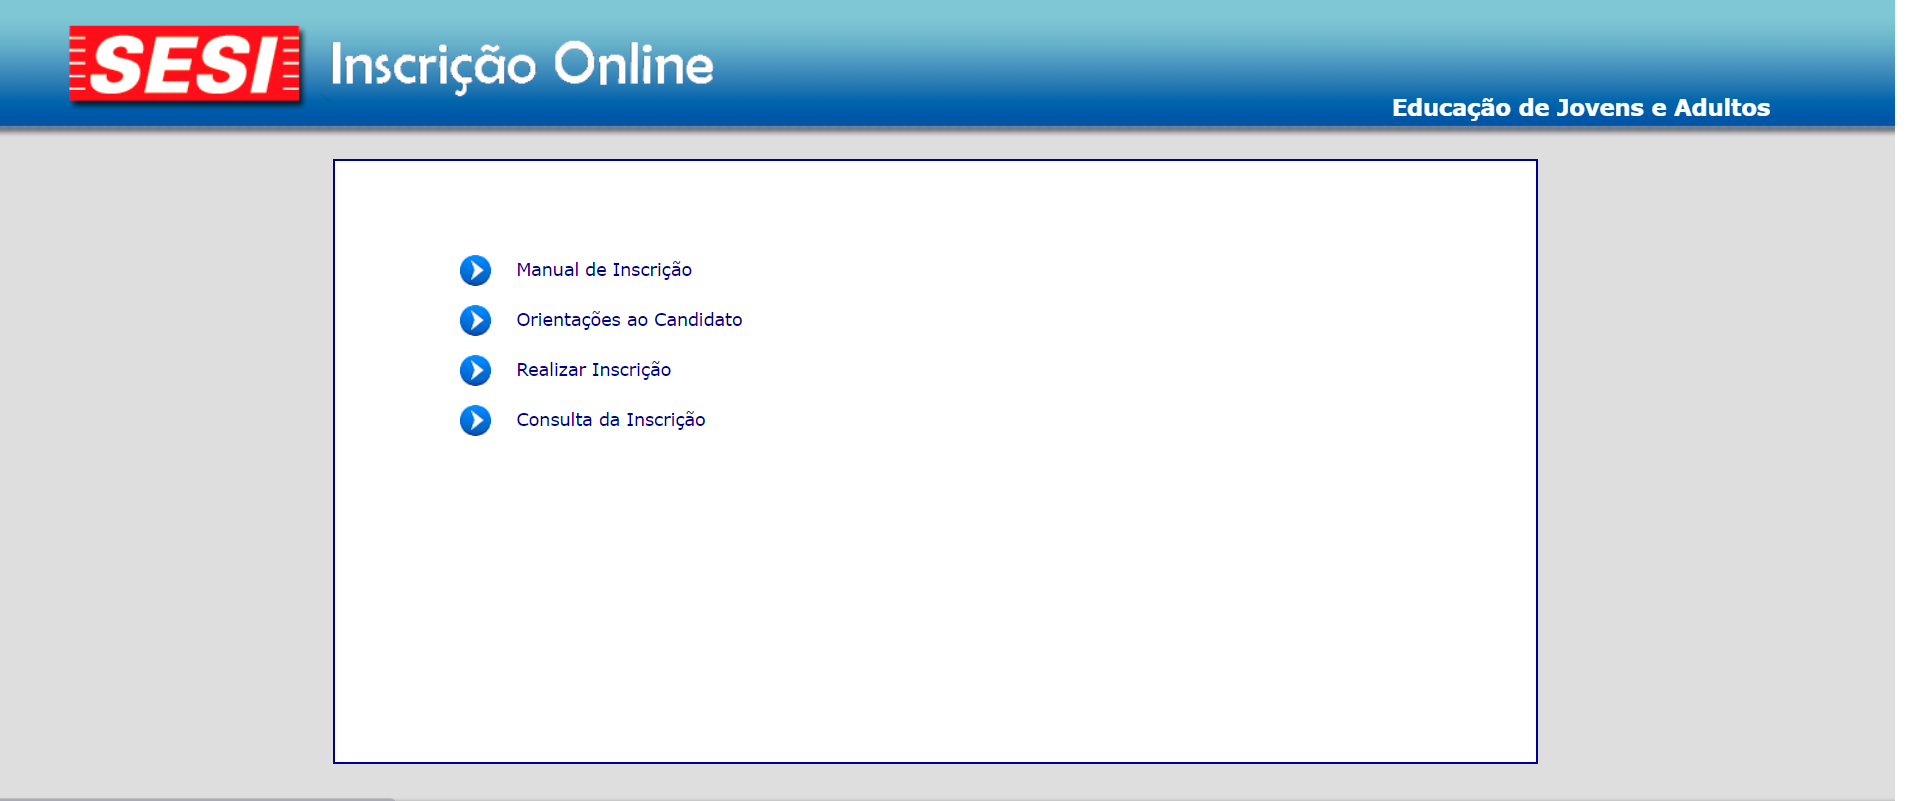 SESI
Inscrição Online
Educação de Jovens e Adultos
Manual de Inscrição
Orientações ao Candidato
Realizar Inscrição
Consulta da Inscrição